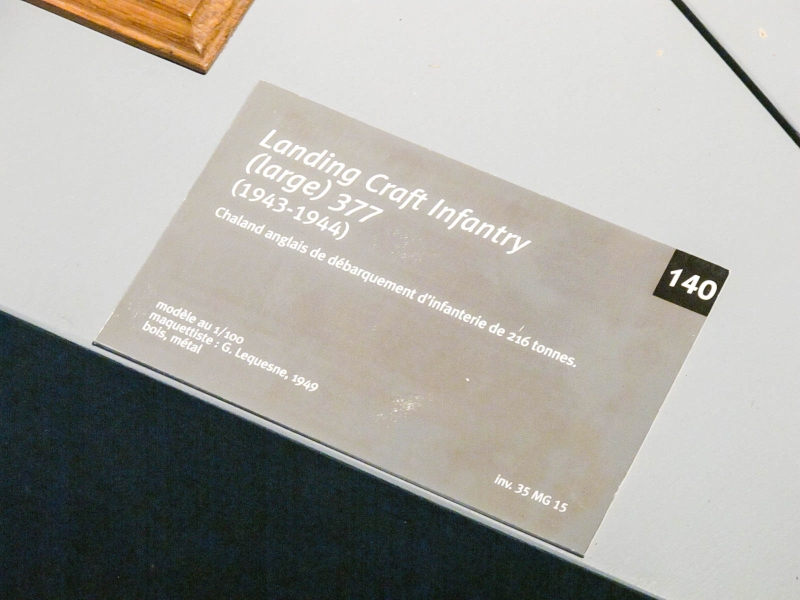 Landing Craft Infantry
(large) 377
(1943-1944)
Chaland anglais de débarquement d'infanterie de 216 tonnes.
140
modèle au 1/100
maquettiste : G. Lequesne, 1949
bois, métal
inv. 35 MG 15